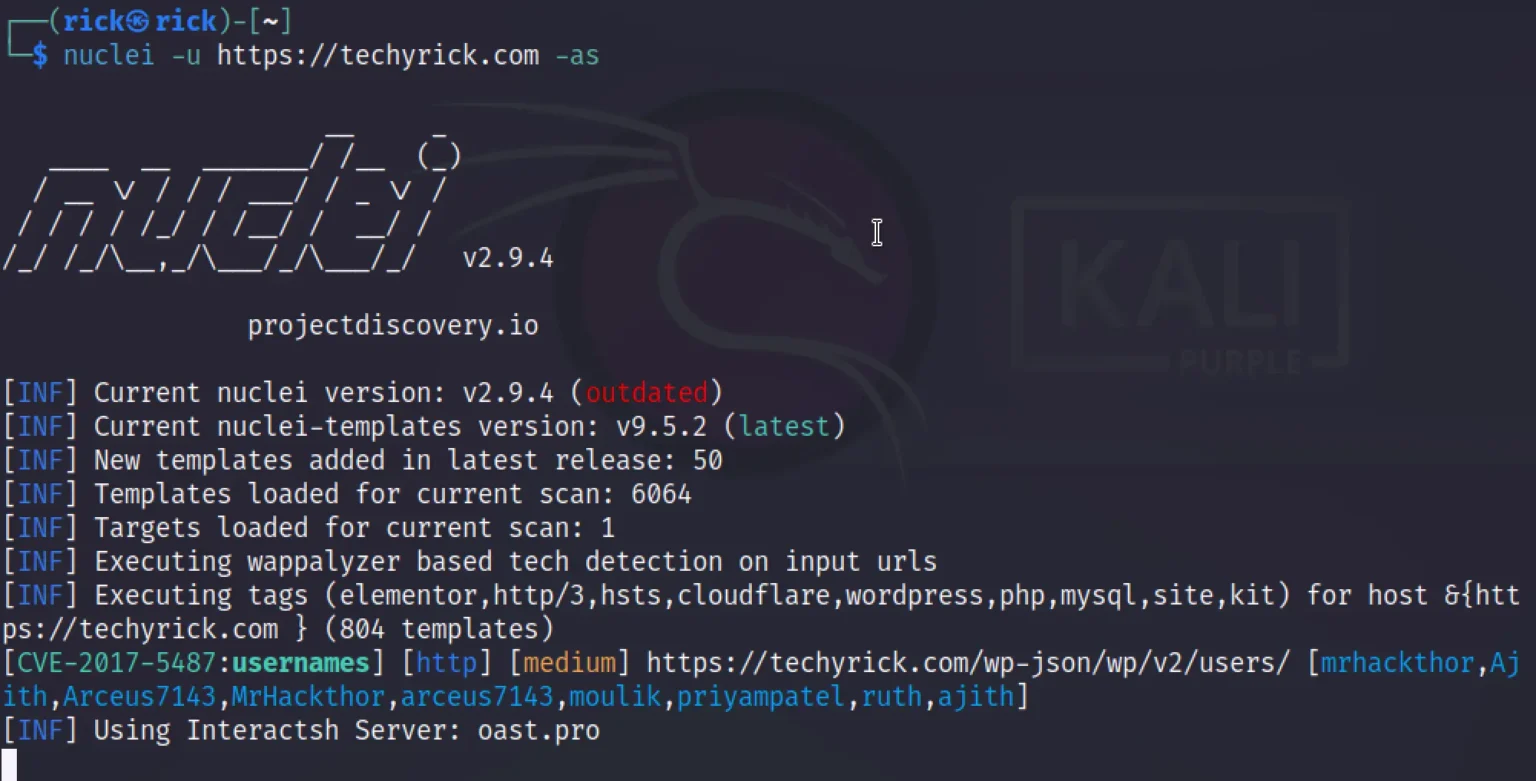 (rick㉿rick)-[~]
$ nuclei -u https://techyrick.com -as
nuclei v2.9.4
projectdiscovery.io
KALI
PURPLE
[INF] Current nuclei version: v2.9.4 (outdated)
[INF] Current nuclei-templates version: v9.5.2 (latest)
[INF] New templates added in latest release: 50
[INF] Templates loaded for current scan: 6064
[INF] Targets loaded for current scan: 1
[INF] Executing wappalyzer based tech detection on input urls
[INF] Executing tags (elementor,http/3,hsts,cloudflare,wordpress,php,mysql,site,kit) for host &{htt
ps://techyrick.com } (804 templates)
[CVE-2017-5487:usernames] [http] [medium] https://techyrick.com/wp-json/wp/v2/users/ [mrhackthor,Aj
ith,Arceus7143,MrHackthor,arceus7143,moulik,priyampatel,ruth,ajith]
[INF] Using Interactsh Server: oast.pro